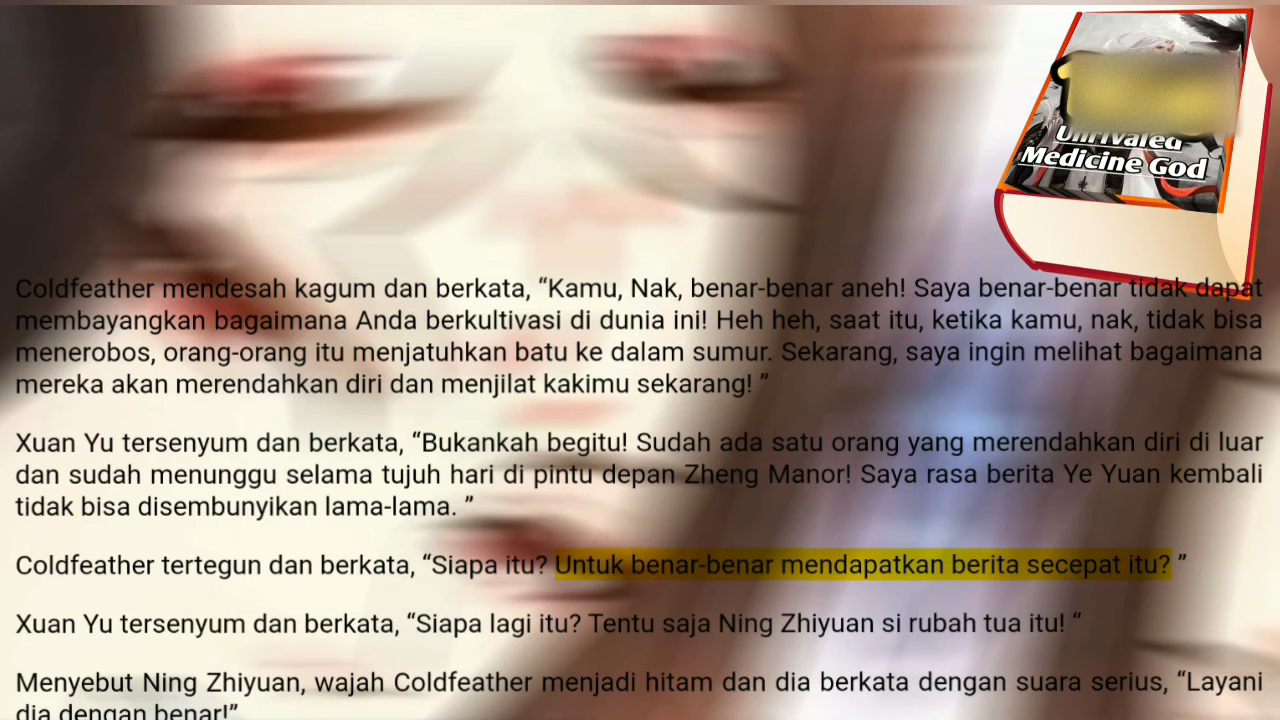 Unrivaled
Medicine God
Coldfeather mendesah kagum dan berkata, “Kamu, Nak, benar-benar aneh! Saya benar-benar tidak dapat
membayangkan bagaimana Anda berkultivasi di dunia ini! Heh heh, saat itu, ketika kamu, nak, tidak bisa
menerobos, orang-orang itu menjatuhkan batu ke dalam sumur. Sekarang, saya ingin melihat bagaimana
mereka akan merendahkan diri dan menjilat kakimu sekarang! ”
Xuan Yu tersenyum dan berkata, “Bukankah begitu! Sudah ada satu orang yang merendahkan diri di luar
dan sudah menunggu selama tujuh hari di pintu depan Zheng Manor! Saya rasa berita Ye Yuan kembali
tidak bisa disembunyikan lama-lama. ”
Coldfeather tertegun dan berkata, “Siapa itu? Untuk benar-benar mendapatkan berita secepat itu? ”
Xuan Yu tersenyum dan berkata, “Siapa lagi itu? Tentu saja Ning Zhiyuan si rubah tua itu! “
Menyebut Ning Zhiyuan, wajah Coldfeather menjadi hitam dan dia berkata dengan suara serius, “Layani
dia dengan benar!”